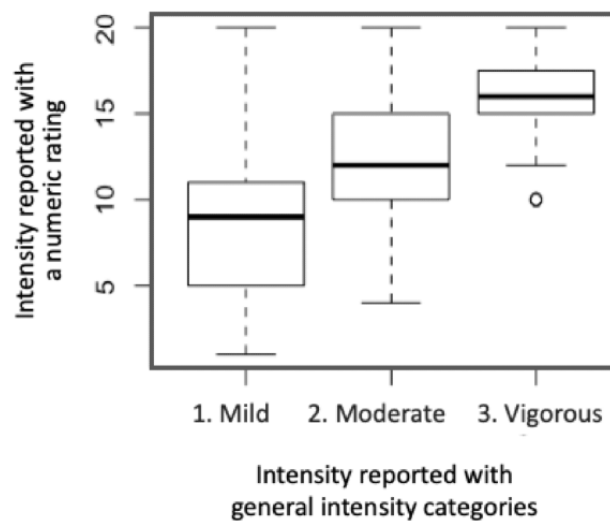 Intensity reported with
a numeric rating
20
15
10
5
1. Mild
2. Moderate
3. Vigorous
Intensity reported with
general intensity categories